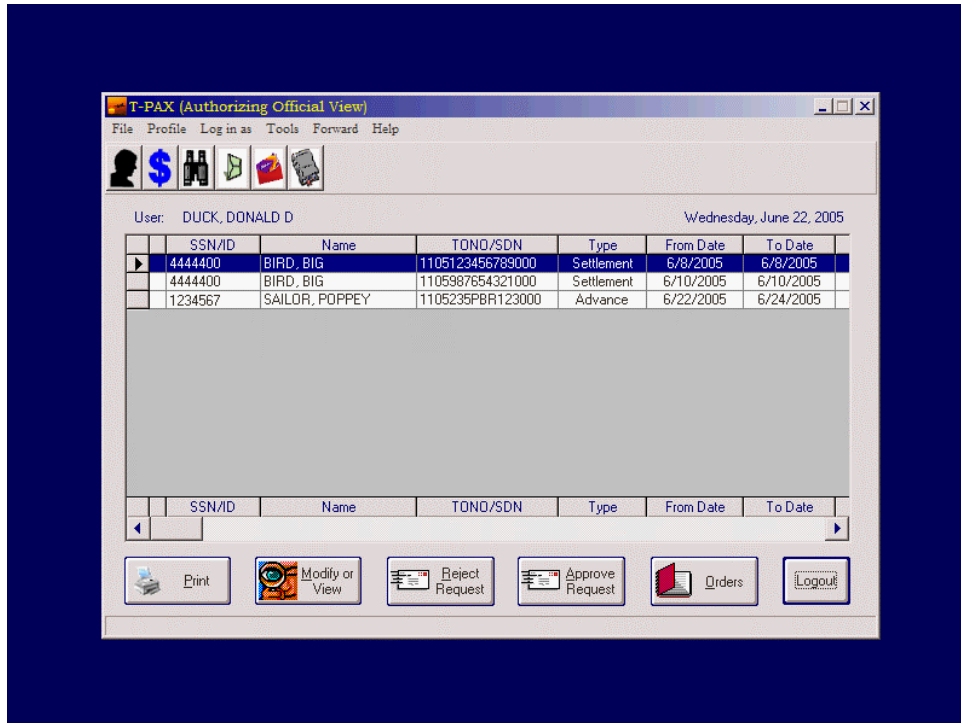 T-PAX (Authorizing Official View)
File Profile Log in as Tools Forward Help
User: DUCK, DONALD D Wednesday, June 22, 2005
SSN/ID Name TONO/SDN Type From Date To Date
4444400 BIRD, BIG 1105123456789000 Settlement 6/8/2005 6/8/2005
4444400 BIRD, BIG 1105987654321000 Settlement 6/10/2005 6/10/2005
1234567 SAILOR, POPPEY 1105235PBR123000 Advance 6/22/2005 6/24/2005
SSN/ID Name TONO/SDN Type From Date To Date
Print Modify or View Reject Request Approve Request Orders Logout